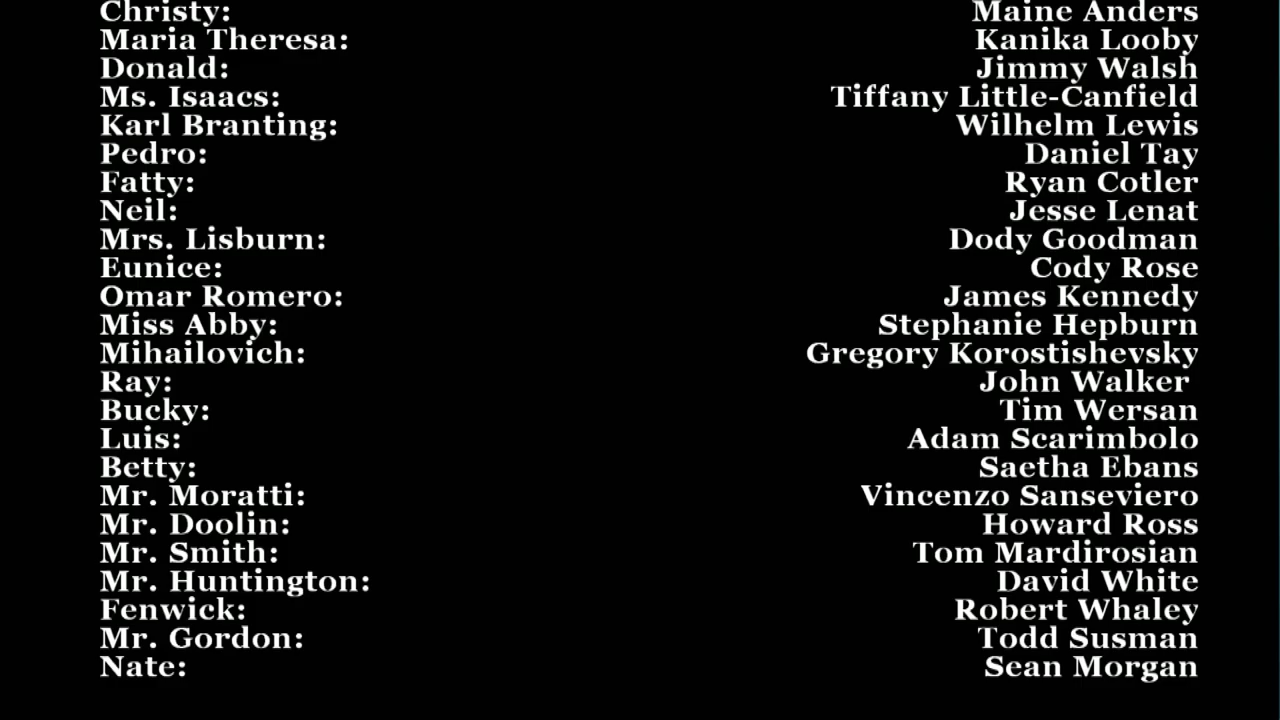 Christy: Maine Anders
Maria Theresa: Kanika Looby
Donald: Jimmy Walsh
Ms. Isaacs: Tiffany Little-Canfield
Karl Branting: Wilhelm Lewis
Pedro: Daniel Tay
Fatty: Ryan Cotler
Neil: Jesse Lenat
Mrs. Lisburn: Dody Goodman
Eunice: Cody Rose
Omar Romero: James Kennedy
Miss Abby: Stephanie Hepburn
Mihailovich: Gregory Korostishevsky
Ray: John Walker
Bucky: Tim Wersan
Luis: Adam Scarimbolo
Betty: Saetha Ebans
Mr. Moratti: Vincenzo Sanseviero
Mr. Doolin: Howard Ross
Mr. Smith: Tom Mardirosian
Mr. Huntington: David White
Fenwick: Robert Whaley
Mr. Gordon: Todd Susman
Nate: Sean Morgan